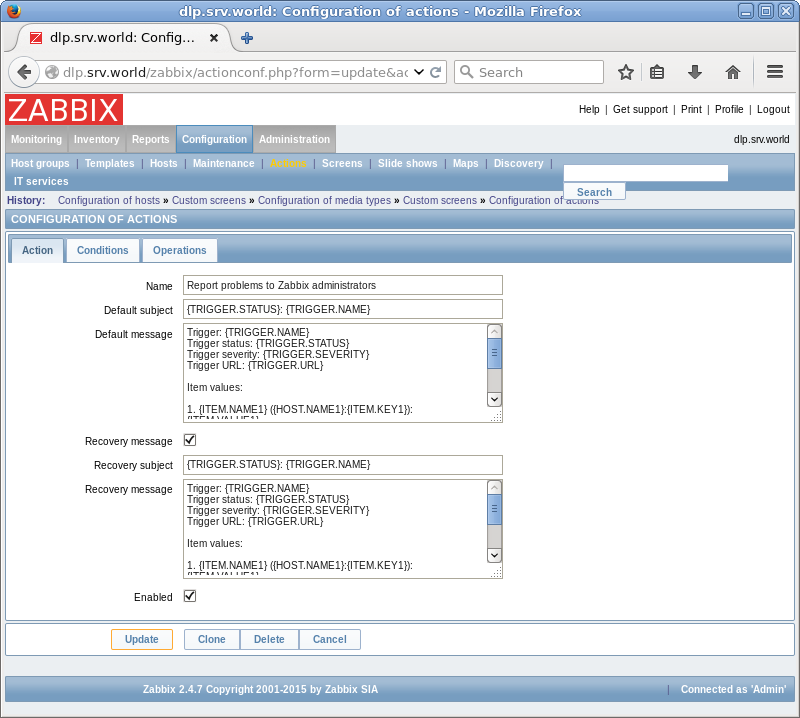 dlp.srv.world: Configuration of actions - Mozilla Firefox
dlp.srv.world: Config...
dlp.srv.world/zabbix/actionconf.php?form=update&ac
Search
ZABBIX
Help | Get support | Print | Profile | Logout
Monitoring Inventory Reports Configuration Administration
dlp.srv.world
Host groups | Templates | Hosts | Maintenance | Actions | Screens | Slide shows | Maps | Discovery |
IT services
Search
History: Configuration of hosts » Custom screens » Configuration of media types » Custom screens » Configuration of actions
CONFIGURATION OF ACTIONS
Action Conditions Operations
Name Report problems to Zabbix administrators
Default subject {TRIGGER.STATUS}: {TRIGGER.NAME}
Default message Trigger: {TRIGGER.NAME}
Trigger status: {TRIGGER.STATUS}
Trigger severity: {TRIGGER.SEVERITY}
Trigger URL: {TRIGGER.URL}
Item values:
1. {ITEM.NAME1} ({HOST.NAME1}:{ITEM.KEY1}):
{ITEM.VALUE1}
Recovery message
Recovery subject {TRIGGER.STATUS}: {TRIGGER.NAME}
Recovery message Trigger: {TRIGGER.NAME}
Trigger status: {TRIGGER.STATUS}
Trigger severity: {TRIGGER.SEVERITY}
Trigger URL: {TRIGGER.URL}
Item values:
1. {ITEM.NAME1} ({HOST.NAME1}:{ITEM.KEY1}):
{ITEM.VALUE1}
Enabled
Update Clone Delete Cancel
Zabbix 2.4.7 Copyright 2001-2015 by Zabbix SIA | Connected as 'Admin'